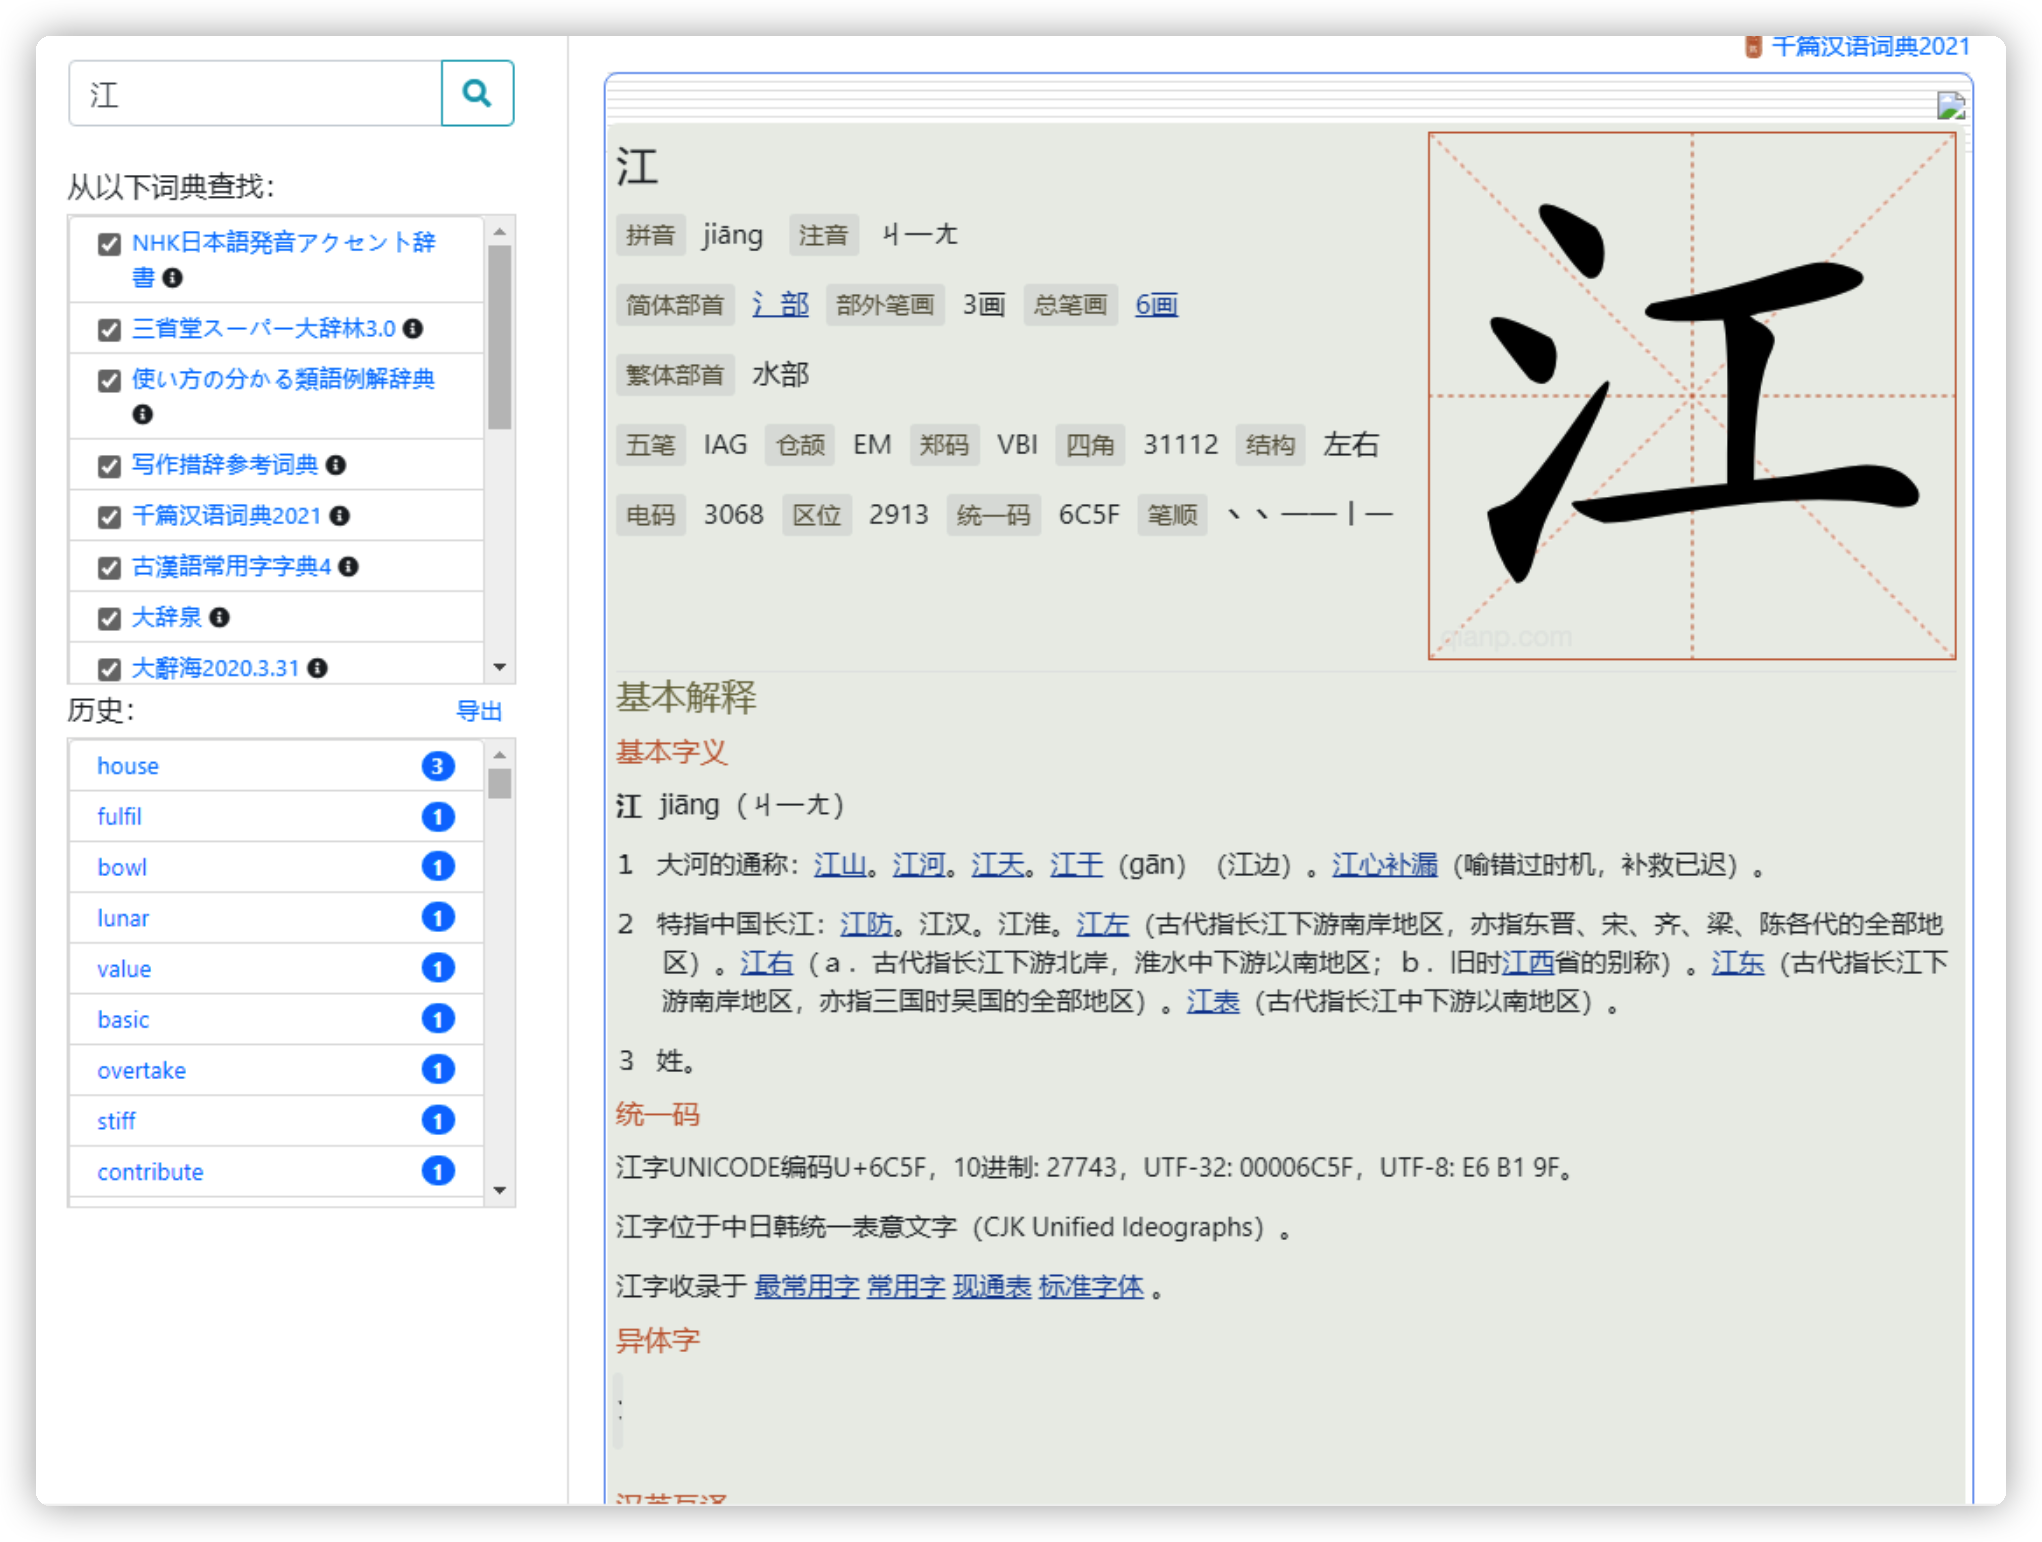 江
从以下词典查找：
NHK日本語発音アクセント辞
書
三省堂スーパー大辞林3.0
使い方の分かる類語例解辞典
写作措辞参考词典
千篇汉语词典2021
古漢語常用字字典4
大辞泉
大辭海2020.3.31
历史：
导出
house 3
fulfil 1
bowl 1
lunar 1
value 1
basic 1
overtake 1
stiff 1
contribute 1
千篇汉语词典2021
江
拼音 jiāng 注音 ㄐ一ㄤ
简体部首 氵部 部外笔画 3画 总笔画 6画
繁体部首 水部
五笔 IAG 仓颉 EM 郑码 VBI 四角 31112 结构 左右
电码 3068 区位 2913 统一码 6C5F 笔顺 丶丶一一丨一
江
qianp.com
基本解释
基本字义
江 jiāng（ㄐ一ㄤ）
1 大河的通称：江山。江河。江天。江干（gān）（江边）。江心补漏（喻错过时机，补救已迟）。
2 特指中国长江：江防。江汉。江淮。江左（古代指长江下游南岸地区，亦指东晋、宋、齐、梁、陈各代的全部地
区）。江右（a．古代指长江下游北岸，淮水中下游以南地区；b．旧时江西省的别称）。江东（古代指长江下
游南岸地区，亦指三国时吴国的全部地区）。江表（古代指长江中下游以南地区）。
3 姓。
统一码
江字UNICODE编码U+6C5F，10进制: 27743，UTF-32: 00006C5F，UTF-8: E6 B1 9F。
江字位于中日韩统一表意文字（CJK Unified Ideographs）。
江字收录于 最常用字 常用字 现通表 标准字体 。
异体字